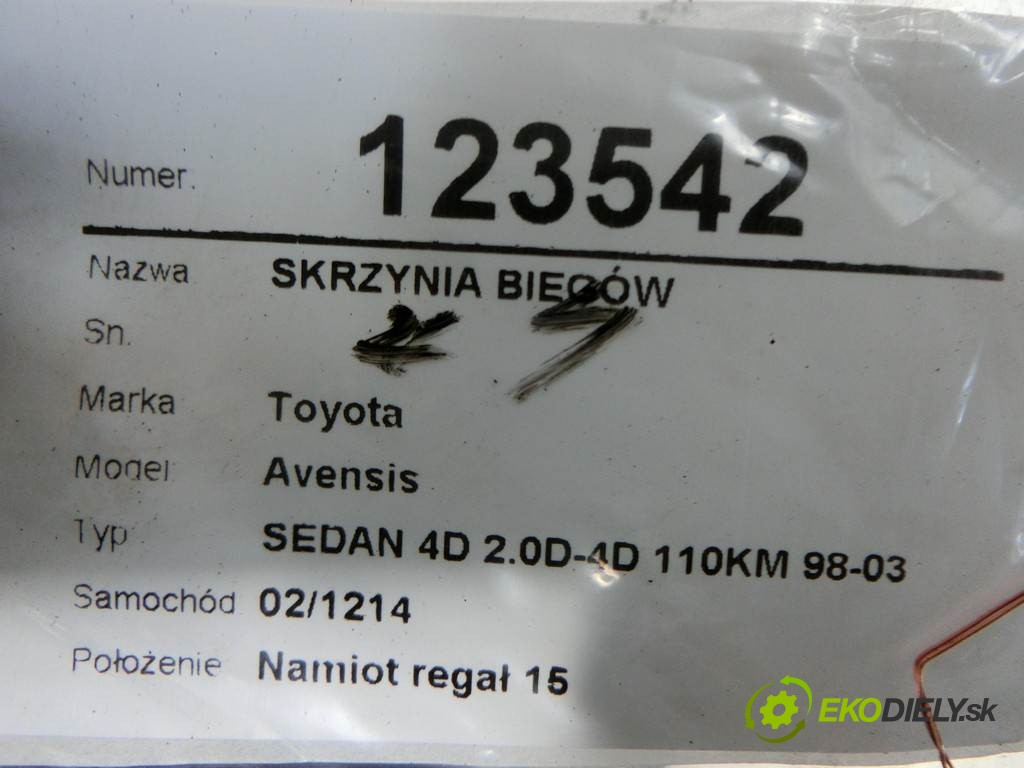 Numer. 123542
Nazwa SKRZYNIA BIEGÓW
Sn.
Marka Toyota
Model Avensis
Typ SEDAN 4D 2.0D-4D 110KM 98-03
Samochód 02/1214
Położenie Namiot regał 15
EKODIELY.sk